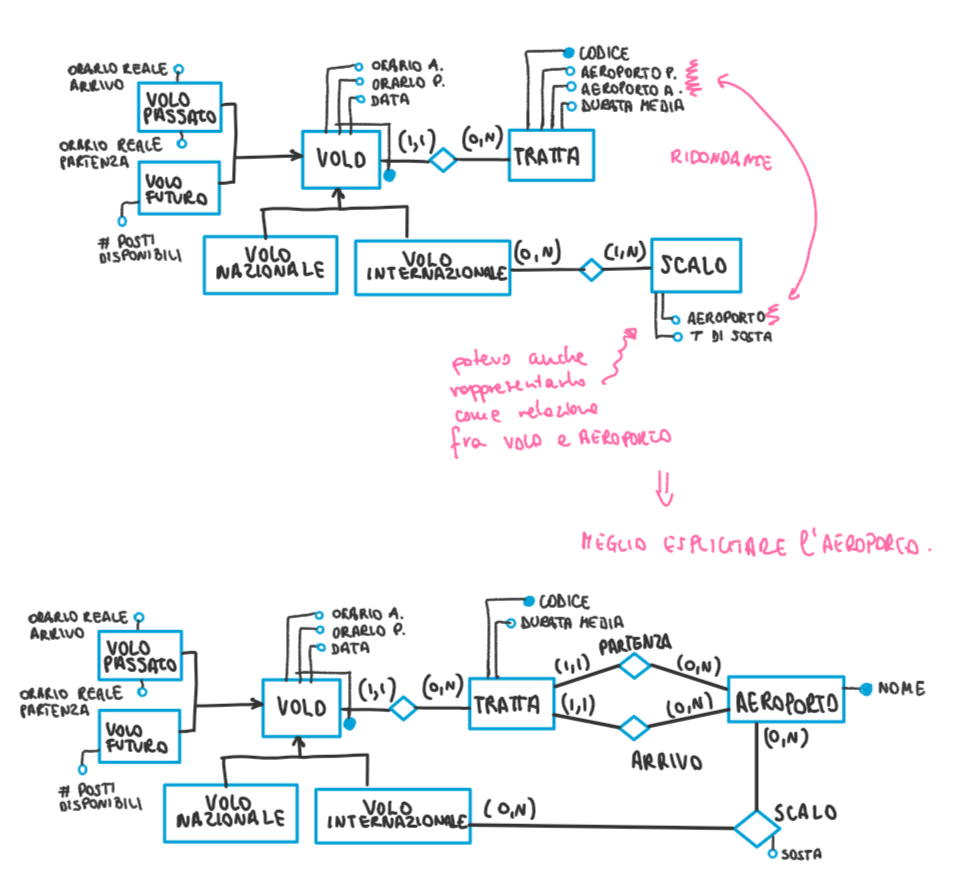 ORARIO REALE
ARRIVO
VOLO
PASSATO
ORARIO REALE
PARTENZA
VOLO
FUTURO
# POSTI
DISPONIBILI
ORARIO A.
ORARIO P.
DATA
VOLO
(1,1)
(0,N)
CODICE
AEROPORTO P.
AEROPORTO A.
DURATA MEDIA
TRATTA
RIDONDANTE
VOLO
NAZIONALE
VOLO
INTERNAZIONALE
(0,N)
(1,N)
SCALO
AEROPORTO
T DI SOSTA
potevo anche
rappresentarlo
come relazione
fra VOLO e AEROPORTO
MEGLIO ESPLICITARE l'AEROPORTO.
ORARIO REALE
ARRIVO
VOLO
PASSATO
ORARIO REALE
PARTENZA
VOLO
FUTURO
# POSTI
DISPONIBILI
ORARIO A.
ORARIO P.
DATA
VOLO
(1,1)
(0,N)
CODICE
DURATA MEDIA
TRATTA
PARTENZA
(1,1)
(0,N)
(1,1)
(0,N)
ARRIVO
AEROPORTO
NOME
(0,N)
VOLO
NAZIONALE
VOLO
INTERNAZIONALE
(0,N)
SCALO
SOSTA